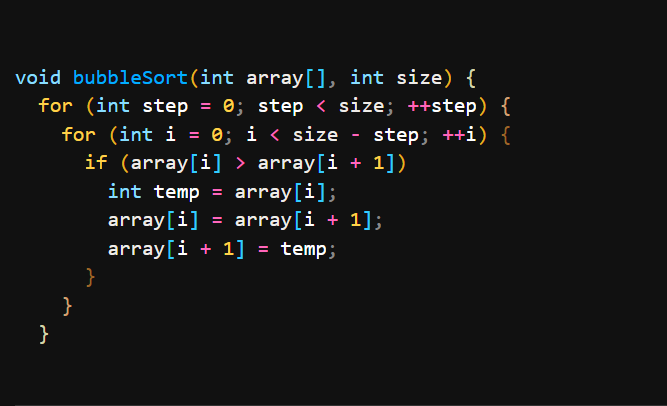 void bubbleSort(int array[], int size) {
  for (int step = 0; step < size; ++step) {
    for (int i = 0; i < size - step; ++i) {
      if (array[i] > array[i + 1])
        int temp = array[i];
        array[i] = array[i + 1];
        array[i + 1] = temp;
      }
    }
  }